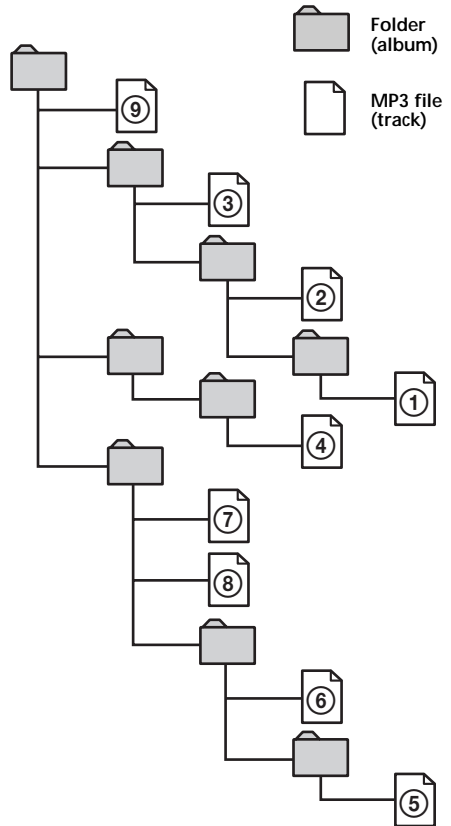 Folder
(album)
MP3 file
(track)
⑨
③
②
①
④
⑦
⑧
⑥
⑤